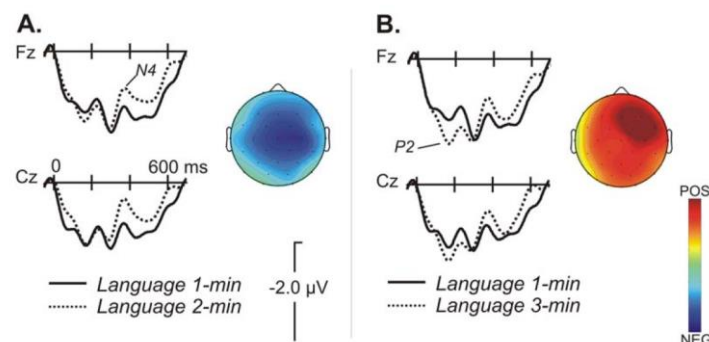 A.
Fz
N4
Cz
0
600 ms
-2.0 µV
Language 1-min
Language 2-min
B.
Fz
P2
Cz
Language 1-min
Language 3-min
POS
NEG